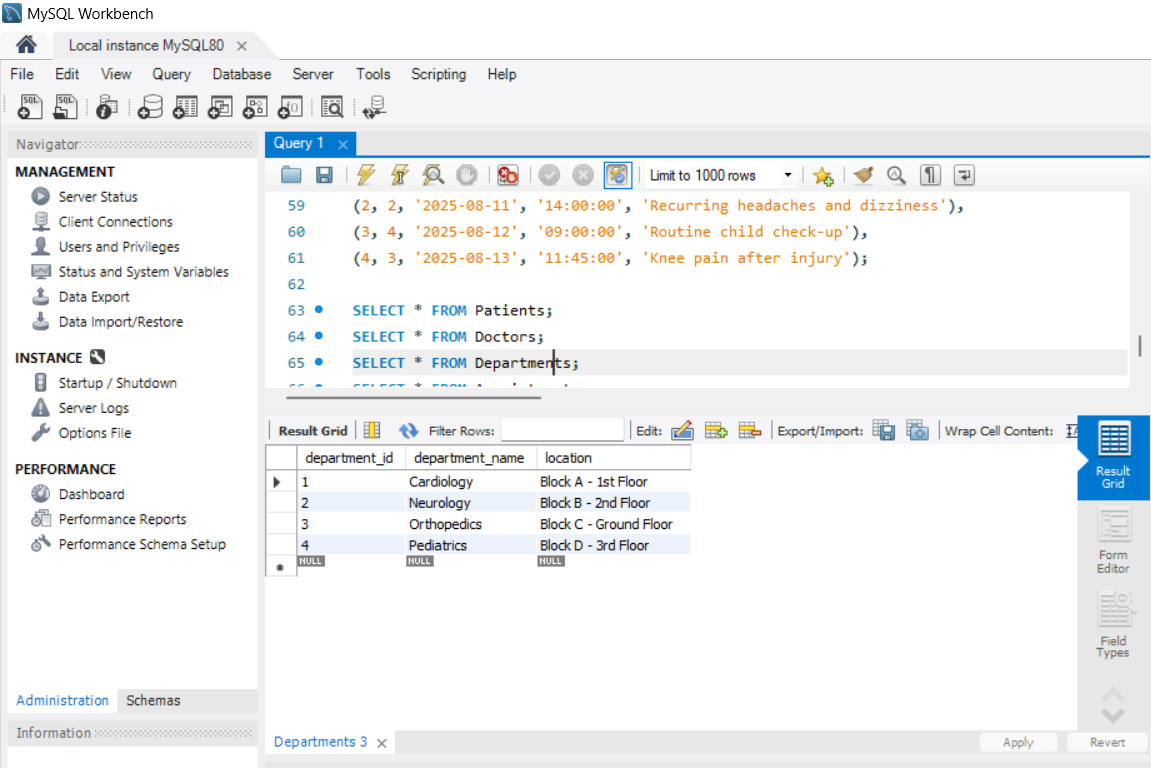 MySQL Workbench
Local instance MySQL80
File Edit View Query Database Server Tools Scripting Help
Navigator
MANAGEMENT
Server Status
Client Connections
Users and Privileges
Status and System Variables
Data Export
Data Import/Restore
INSTANCE
Startup / Shutdown
Server Logs
Options File
PERFORMANCE
Dashboard
Performance Reports
Performance Schema Setup
Administration Schemas
Information
Query 1
Limit to 1000 rows
59 (2, 2, '2025-08-11', '14:00:00', 'Recurring headaches and dizziness'),
60 (3, 4, '2025-08-12', '09:00:00', 'Routine child check-up'),
61 (4, 3, '2025-08-13', '11:45:00', 'Knee pain after injury');
62
63 SELECT * FROM Patients;
64 SELECT * FROM Doctors;
65 SELECT * FROM Departments;
66 SELECT * FROM
Result Grid Filter Rows: Edit: Export/Import: Wrap Cell Content:
department_id department_name location
1 Cardiology Block A - 1st Floor
2 Neurology Block B - 2nd Floor
3 Orthopedics Block C - Ground Floor
4 Pediatrics Block D - 3rd Floor
NULL NULL NULL
Result
Grid
Form
Editor
Field
Types
Departments 3
Apply Revert